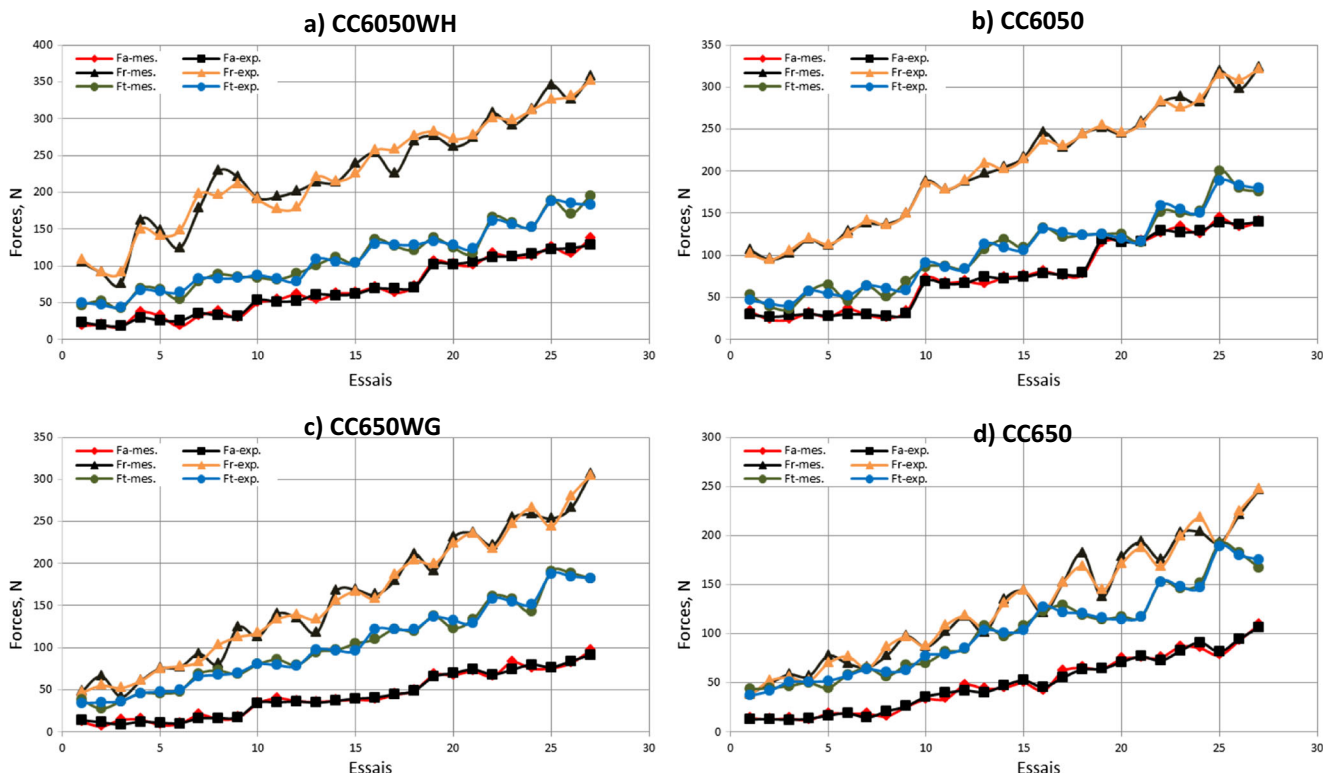 a) CC6050WH
Fa-mes. Fa-exp.
Fr-mes. Fr-exp.
Ft-mes. Ft-exp.
400
350
300
250
200
150
100
50
0
Forces, N
0 5 10 15 20 25 30
Essais
b) CC6050
Fa-mes. Fa-exp.
Fr-mes. Fr-exp.
Ft-mes. Ft-exp.
350
300
250
200
150
100
50
0
Forces, N
0 5 10 15 20 25 30
Essais
c) CC650WG
Fa-mes. Fa-exp.
Fr-mes. Fr-exp.
Ft-mes. Ft-exp.
350
300
250
200
150
100
50
0
Forces, N
0 5 10 15 20 25 30
Essais
d) CC650
Fa-mes. Fa-exp.
Fr-mes. Fr-exp.
Ft-mes. Ft-exp.
300
250
200
150
100
50
0
Forces, N
0 5 10 15 20 25 30
Essais